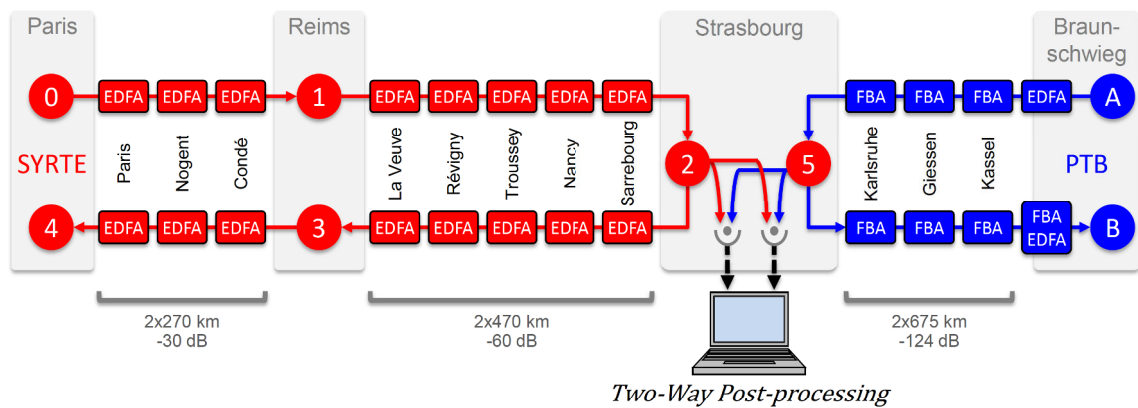 Paris
Reims
Strasbourg
Braun-
schwieg
0
EDFA
EDFA
EDFA
1
EDFA
EDFA
EDFA
EDFA
EDFA
FBA
FBA
FBA
EDFA
A
SYRTE
Paris
Nogent
Condé
La Veuve
Révigny
Troussey
Nancy
Sarrebourg
2
5
Karlsruhe
Giessen
Kassel
PTB
4
EDFA
EDFA
EDFA
3
EDFA
EDFA
EDFA
EDFA
EDFA
FBA
FBA
FBA
FBA
EDFA
B
2x270 km
-30 dB
2x470 km
-60 dB
2x675 km
-124 dB
Two-Way Post-processing